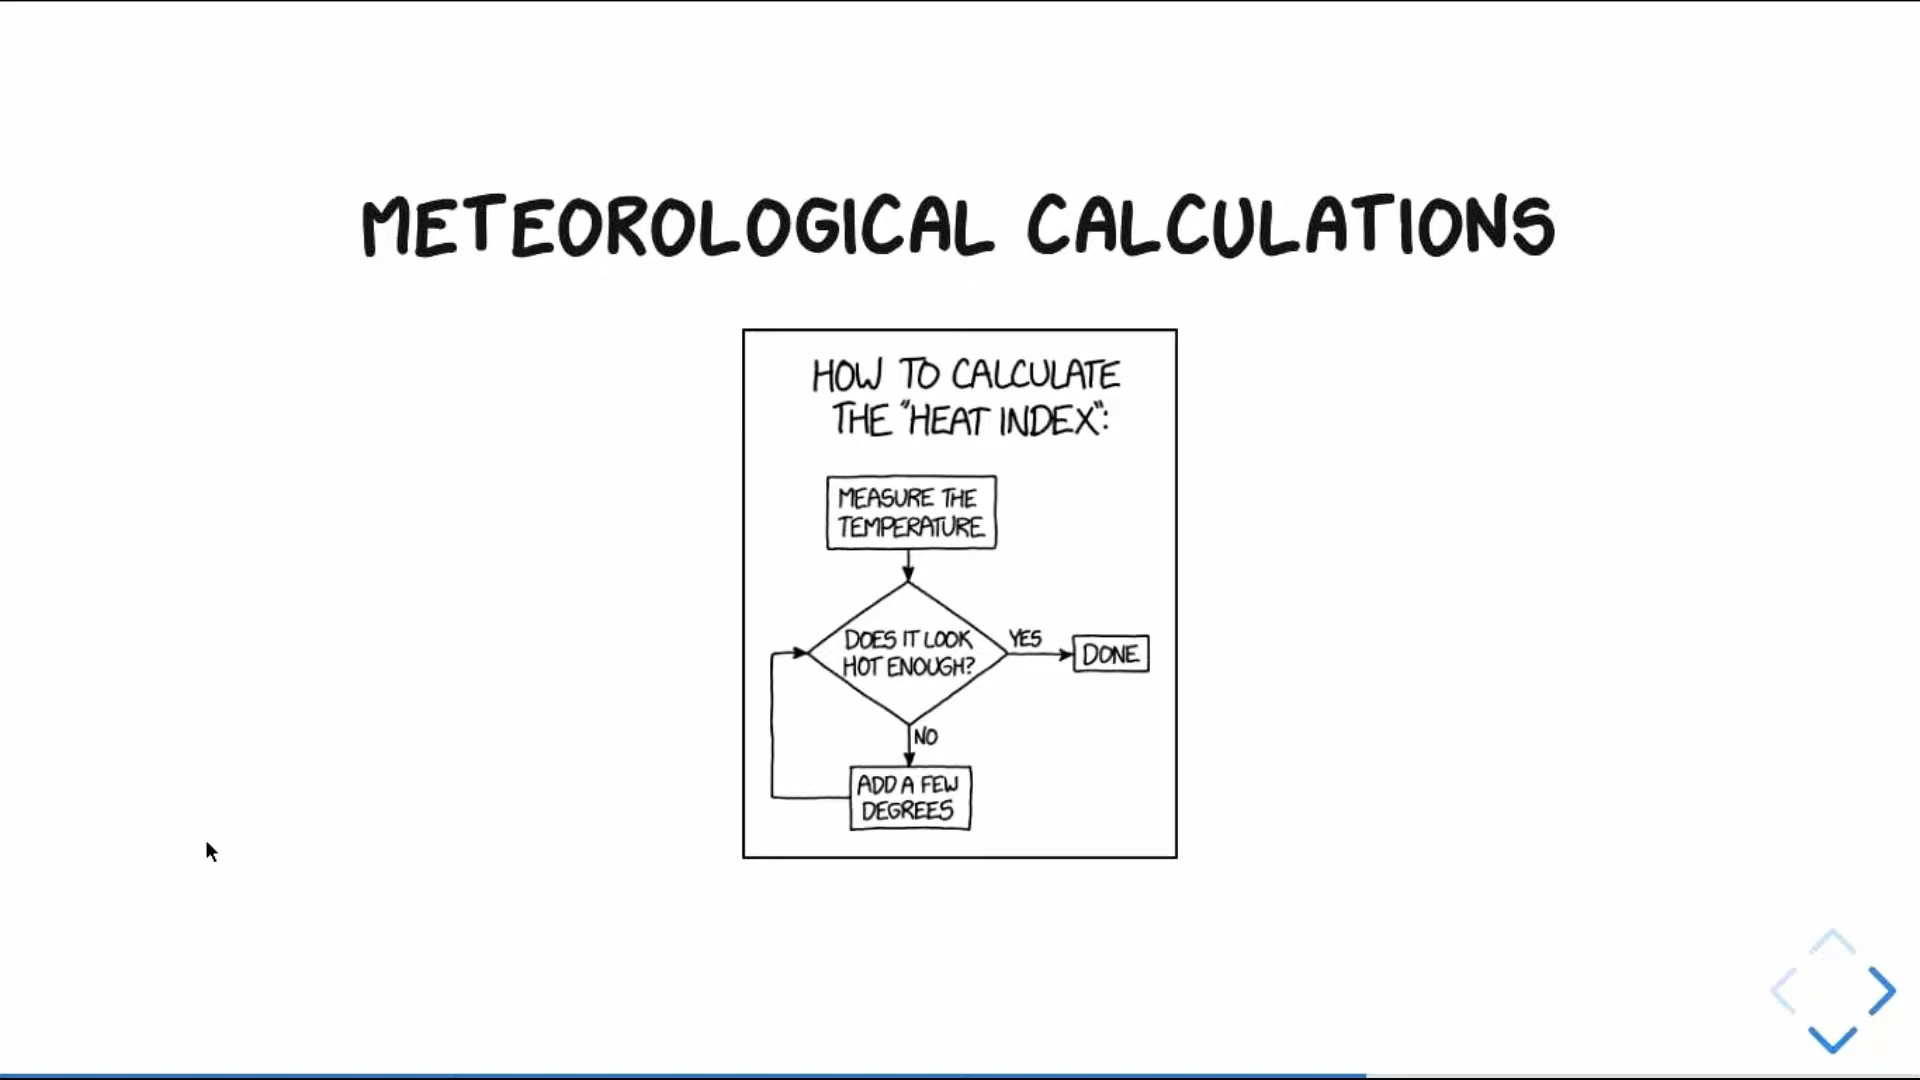 METEOROLOGICAL CALCULATIONS
HOW TO CALCULATE
THE "HEAT INDEX":
MEASURE THE
TEMPERATURE
DOES IT LOOK
HOT ENOUGH?
YES
DONE
NO
ADD A FEW
DEGREES